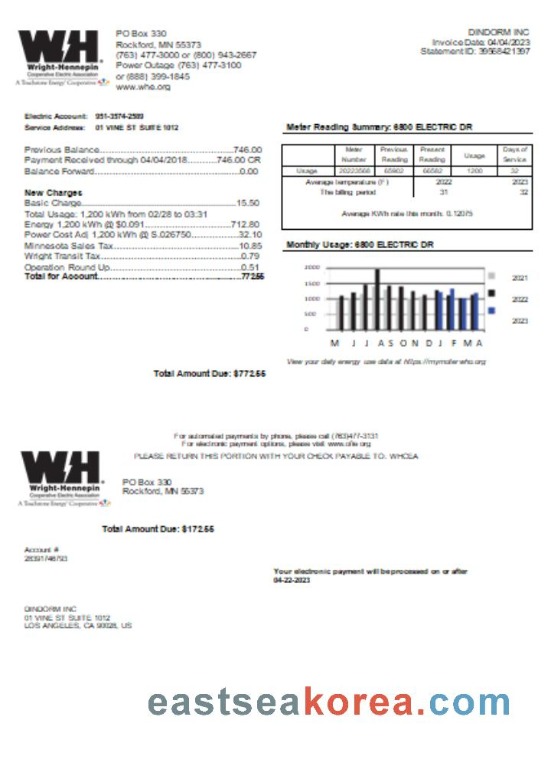 WH
Wright-Hennepin
Cooperative Electric Association
A Touchstone Energy® Cooperative
PO Box 330
Rockford, MN 55373
(763) 477-3000 or (800) 943-2667
Power Outage (763) 477-3100
or (888) 399-1845
www.whe.org
DINDORM INC
Invoice Date: 04/04/2023
Statement ID: 39568421397
Electric Account: 951-3574-2589
Service Address: 01 VINE ST SUITE 1012
Previous Balance...746.00
Payment Received through 04/04/2018...746.00 CR
Balance Forward...0.00
New Charges
Basic Charge...15.50
Total Usage: 1,200 kWh from 02/28 to 03:31
Energy 1,200 kWh @ $0.091...712.80
Power Cost Adj 1,200 kWh @ S.026750...32.10
Minnesota Sales Tax...10.85
Wright Transit Tax...0.79
Operation Round Up...0.51
Total for Account...772.55
Total Amount Due: $772.55
Meter Reading Summary: 6800 ELECTRIC DR
Meter Number Previous Reading Present Reading Usage Days of Service
Usage 20223566 65902 66582 1200 32
Average temperature (F) 2022 2023
The billing period 31 32
Average KWh rate this month: 0.12075
Monthly Usage: 6800 ELECTRIC DR
2000
1500
1000
500
0
M J J A S O N D J F M A
2021
2022
2023
View your daily energy use data at https://mymeter.who.org
For automated payments by phone, please call (763)477-3131
For electronic payment options, please visit www.ofie.org
PLEASE RETURN THIS PORTION WITH YOUR CHECK PAYABLE TO: WHCEA
WH
Wright-Hennepin
Cooperative Electric Association
A Touchstone Energy® Cooperative
PO Box 330
Rockford, MN 55373
Total Amount Due: $172.55
Account #
28391746793
Your electronic payment will be processed on or after
04-22-2023
DINDORM INC
01 VINE ST SUITE 1012
LOS ANGELES, CA 90028, US
eastseakorea.com